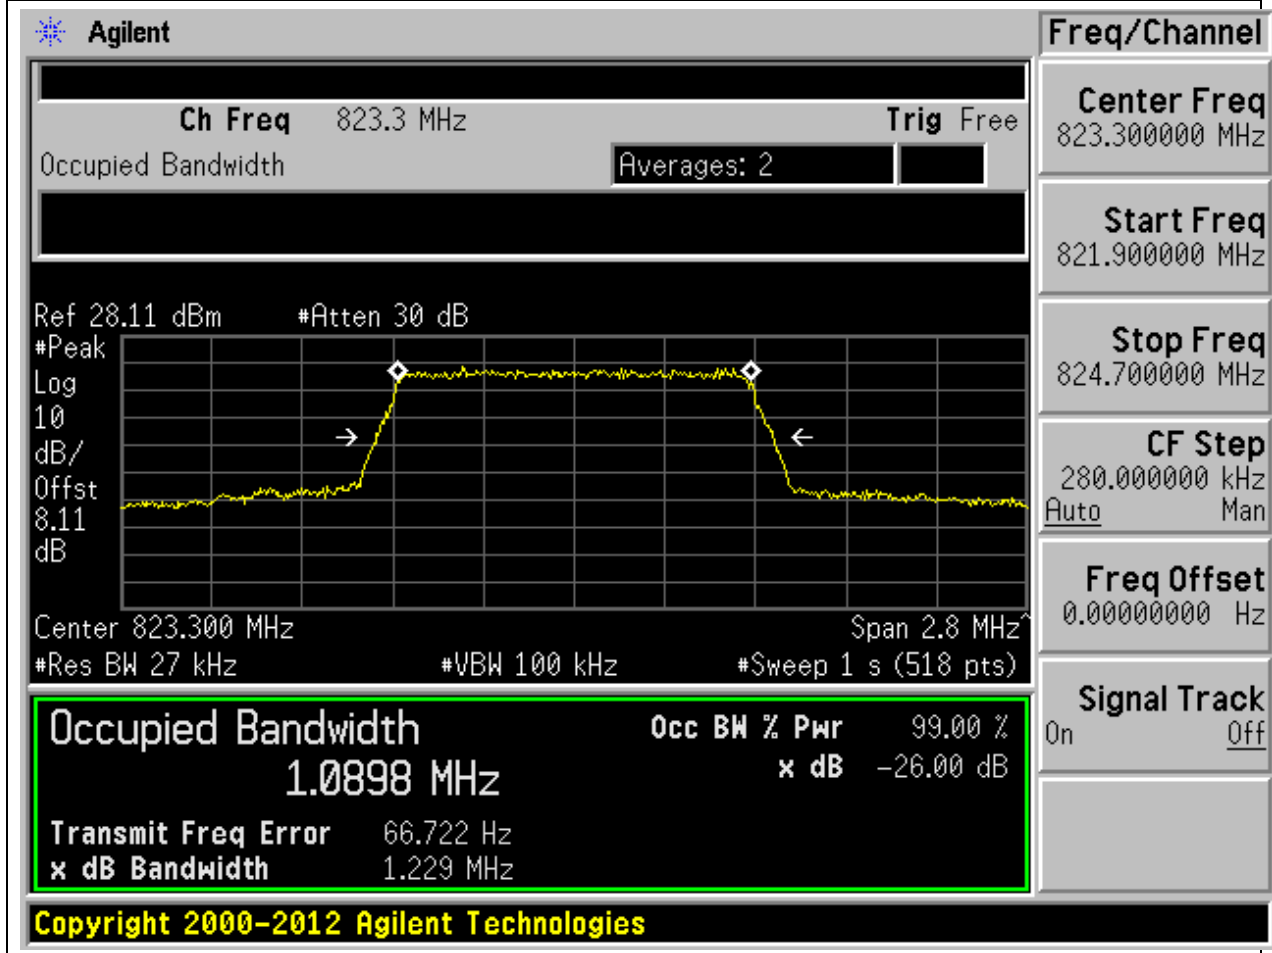 Agilent
Freq/Channel
Ch Freq 823.3 MHz Trig Free
Occupied Bandwidth Averages: 2
Center Freq
823.300000 MHz
Start Freq
821.900000 MHz
Stop Freq
824.700000 MHz
CF Step
280.000000 kHz
Auto Man
Freq Offset
0.00000000 Hz
Signal Track
On Off
Ref 28.11 dBm #Atten 30 dB
#Peak
Log
10
dB/
Offst
8.11
dB
Center 823.300 MHz Span 2.8 MHz^
#Res BW 27 kHz #VBW 100 kHz #Sweep 1 s (518 pts)
Occupied Bandwidth Occ BW % Pwr 99.00 %
1.0898 MHz x dB -26.00 dB
Transmit Freq Error 66.722 Hz
x dB Bandwidth 1.229 MHz
Copyright 2000-2012 Agilent Technologies